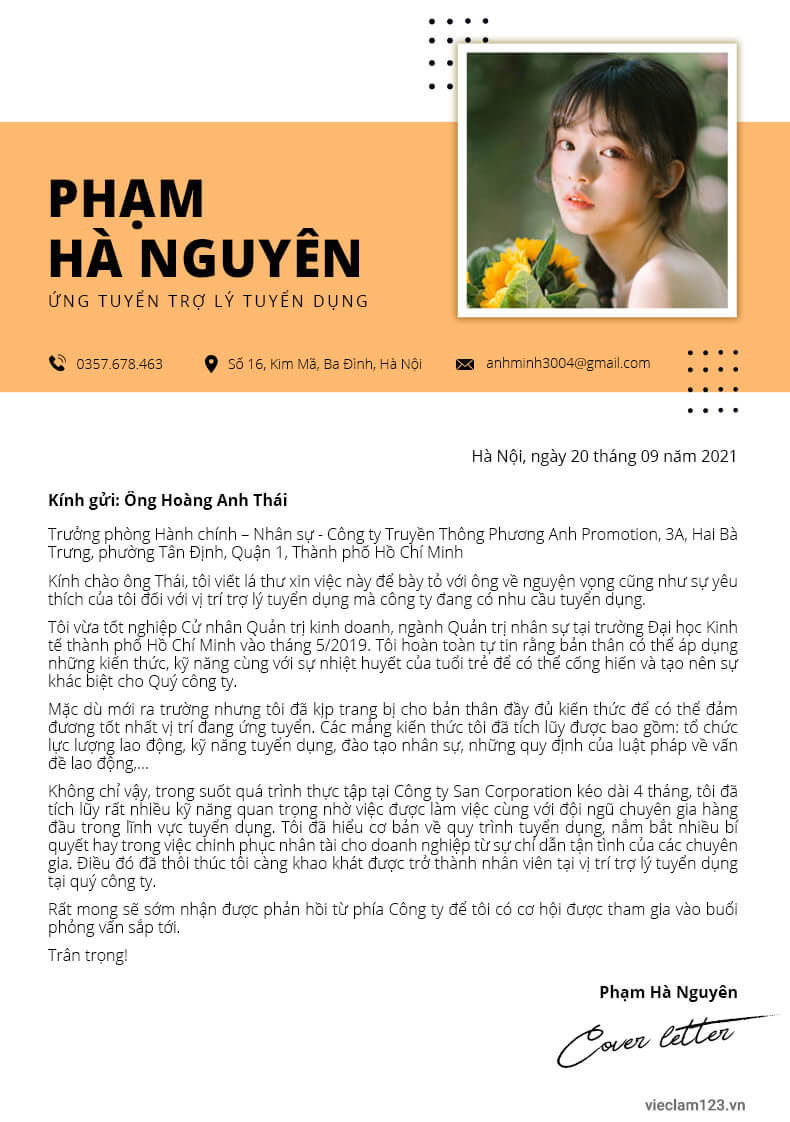 PHẠM
HÀ NGUYÊN
ỨNG TUYỂN TRỢ LÝ TUYỂN DỤNG
0357.678.463
Số 16, Kim Mã, Ba Đình, Hà Nội
anhminh3004@gmail.com
Hà Nội, ngày 20 tháng 09 năm 2021
Kính gửi: Ông Hoàng Anh Thái
Trưởng phòng Hành chính – Nhân sự - Công ty Truyền Thông Phương Anh Promotion, 3A, Hai Bà
Trưng, phường Tân Định, Quận 1, Thành phố Hồ Chí Minh
Kính chào ông Thái, tôi viết lá thư xin việc này để bày tỏ với ông về nguyện vọng cũng như sự yêu
thích của tôi đối với vị trí trợ lý tuyển dụng mà công ty đang có nhu cầu tuyển dụng.
Tôi vừa tốt nghiệp Cử nhân Quản trị kinh doanh, ngành Quản trị nhân sự tại trường Đại học Kinh
tế thành phố Hồ Chí Minh vào tháng 5/2019. Tôi hoàn toàn tự tin rằng bản thân có thể áp dụng
những kiến thức, kỹ năng cùng với sự nhiệt huyết của tuổi trẻ để có thể cống hiến và tạo nên sự
khác biệt cho Quý công ty.
Mặc dù mới ra trường nhưng tôi đã kịp trang bị cho bản thân đầy đủ kiến thức để có thể đảm
đương tốt nhất vị trí đang ứng tuyển. Các mảng kiến thức tôi đã tích lũy được bao gồm: tổ chức
lực lượng lao động, kỹ năng tuyển dụng, đào tạo nhân sự, những quy định của luật pháp về vấn
đề lao động,...
Không chỉ vậy, trong suốt quá trình thực tập tại Công ty San Corporation kéo dài 4 tháng, tôi đã
tích lũy rất nhiều kỹ năng quan trọng nhờ việc được làm việc cùng với đội ngũ chuyên gia hàng
đầu trong lĩnh vực tuyển dụng. Tôi đã hiểu cơ bản về quy trình tuyển dụng, nắm bắt nhiều bí
quyết hay trong việc chinh phục nhân tài cho doanh nghiệp từ sự chỉ dẫn tận tình của các chuyên
gia. Điều đó đã thôi thúc tôi càng khao khát được trở thành nhân viên tại vị trí trợ lý tuyển dụng
tại quý công ty.
Rất mong sẽ sớm nhận được phản hồi từ phía Công ty để tôi có cơ hội được tham gia vào buổi
phỏng vấn sắp tới.
Trân trọng!
Phạm Hà Nguyên
Cover letter
vieclam123.vn